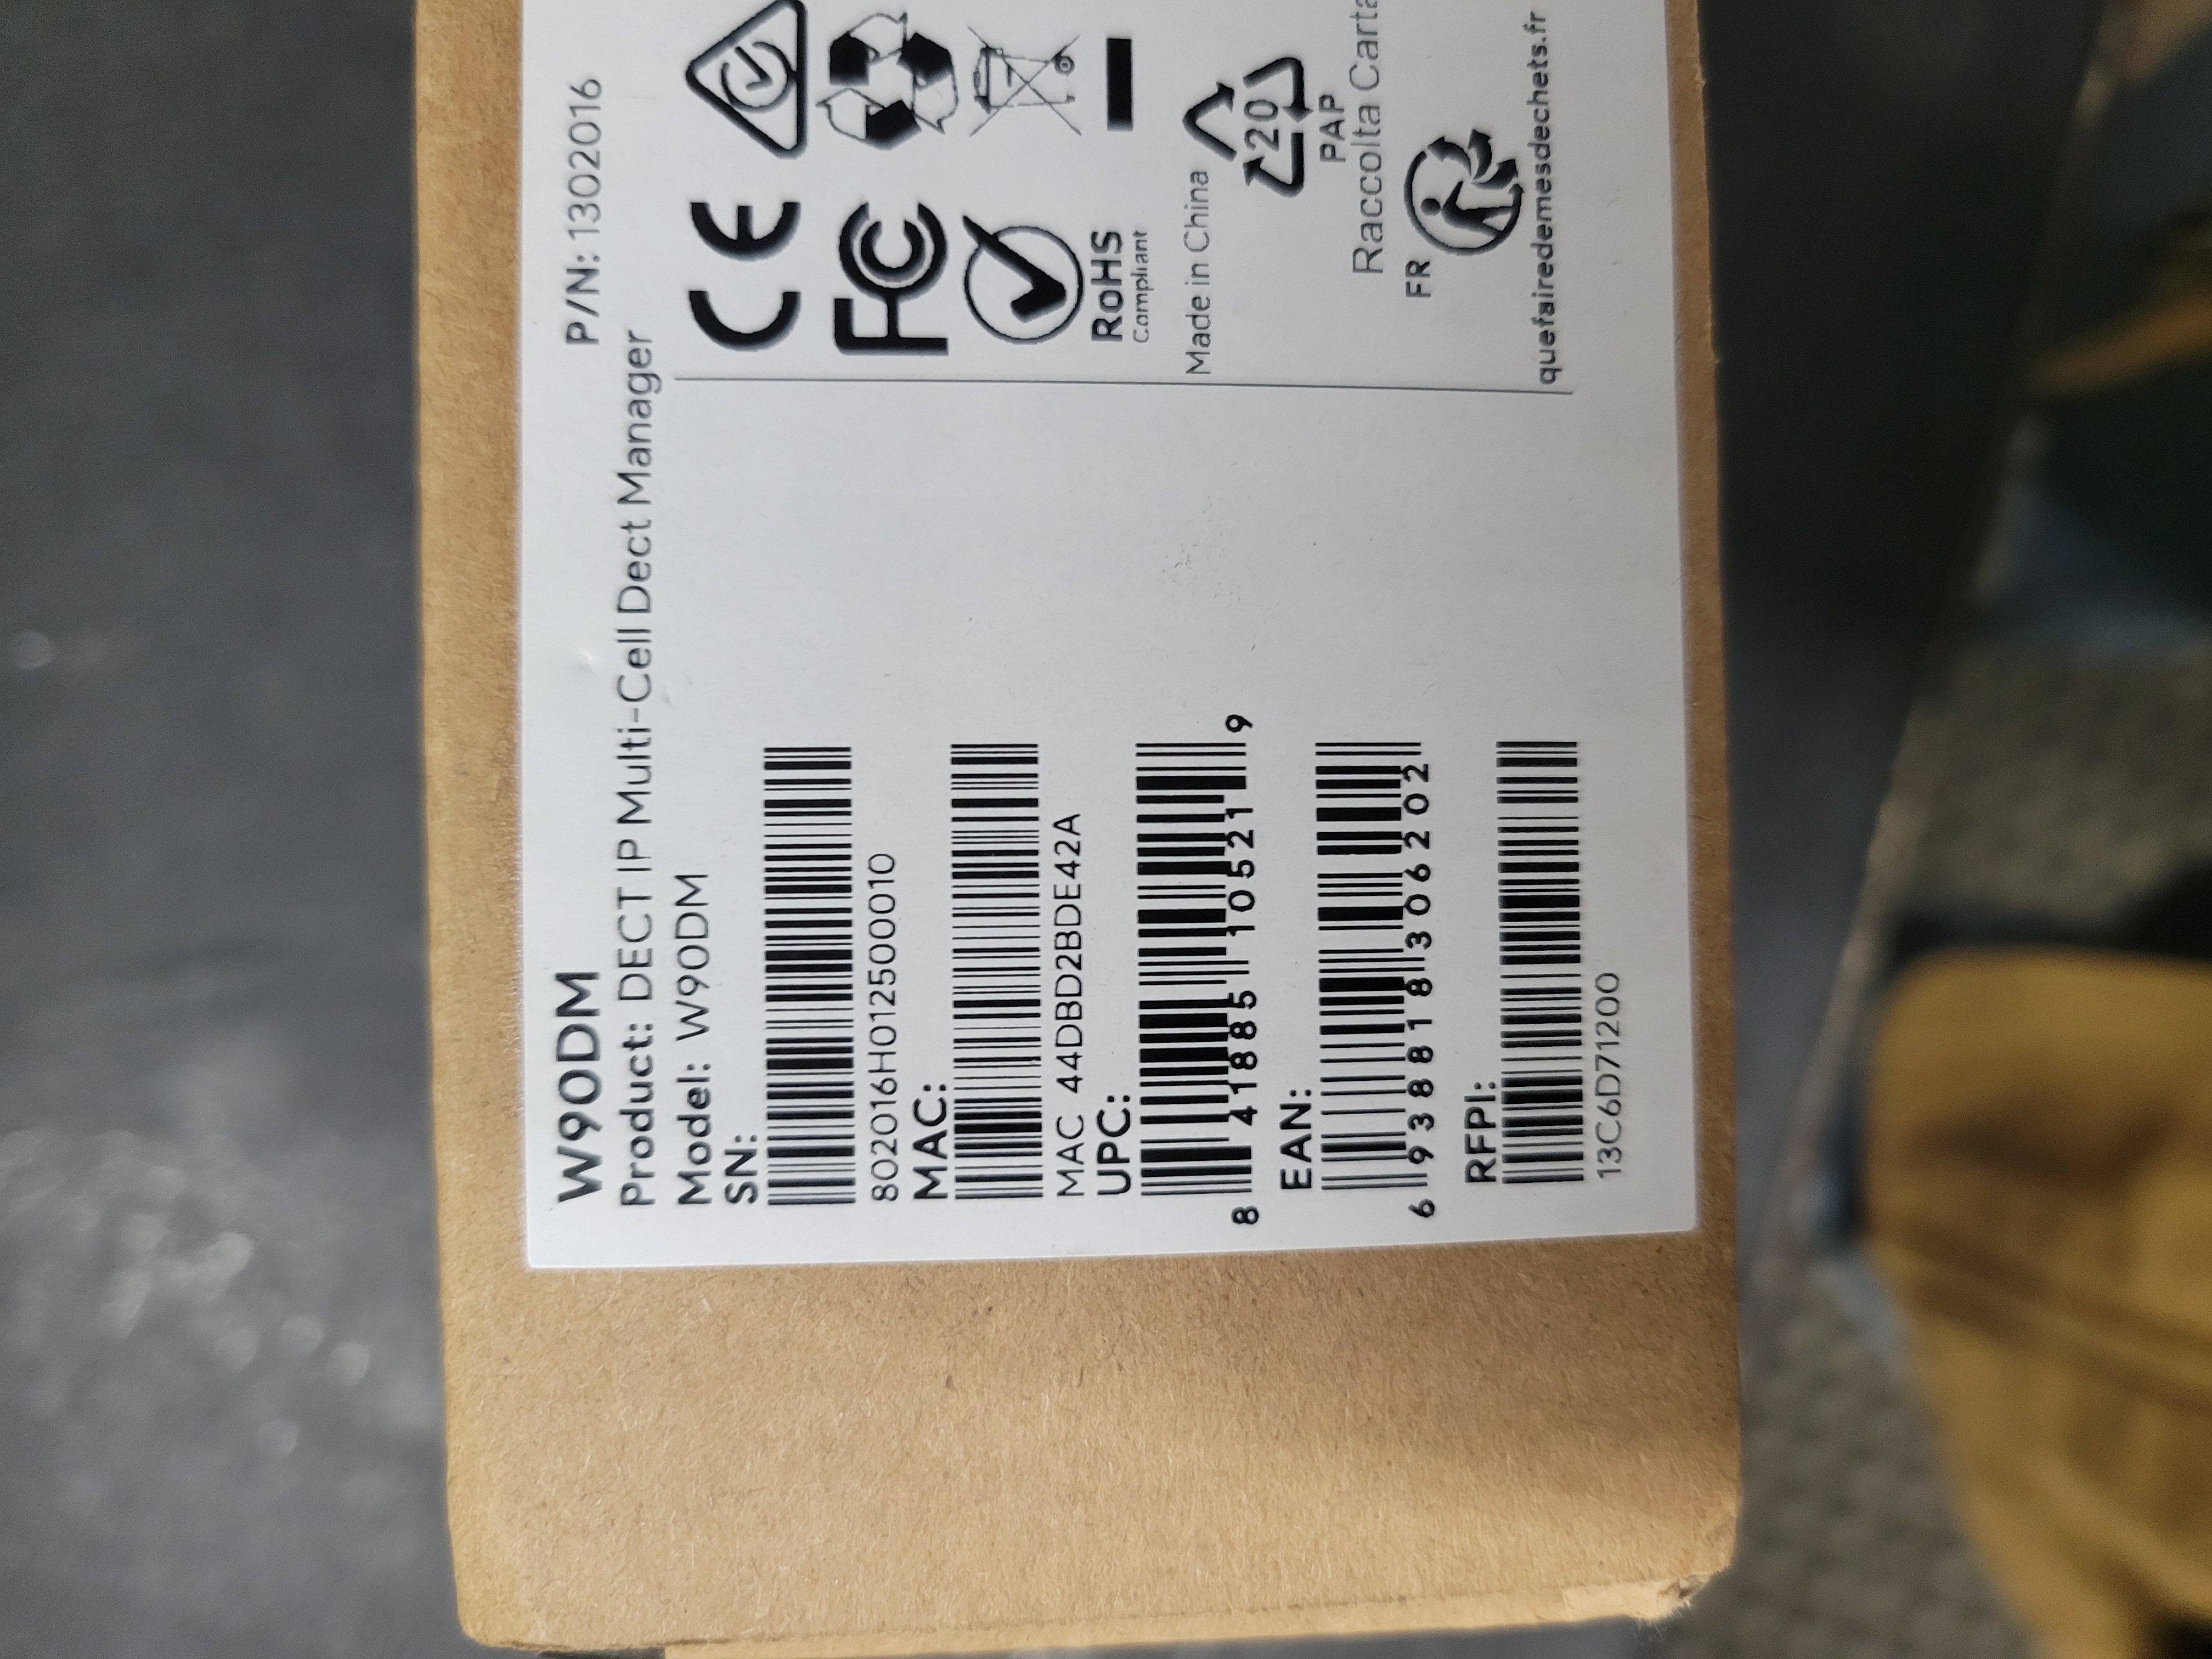 W90DM
P/N: 1302016
Product: DECT IP Multi-Cell Dect Manager
Model: W90DM
SN:
802016H012500010
MAC:
MAC 44DBD2BDE42A
UPC:
8 41885 10521 9
EAN:
6 938818 306202
RFPI:
13C6D71200
CE
FC
RoHS
Compliant
Made in China
20
PAP
Raccolta Carta
FR
quefairedemesdechets.fr